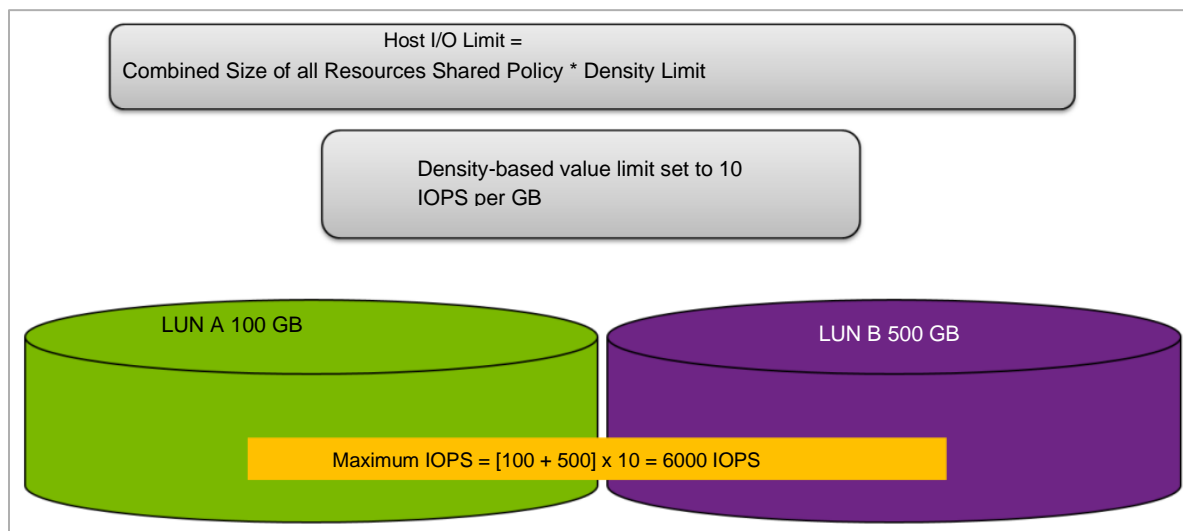 Host I/O Limit =
Combined Size of all Resources Shared Policy * Density Limit
Density-based value limit set to 10
IOPS per GB
LUN A 100 GB
LUN B 500 GB
Maximum IOPS = [100 + 500] x 10 = 6000 IOPS